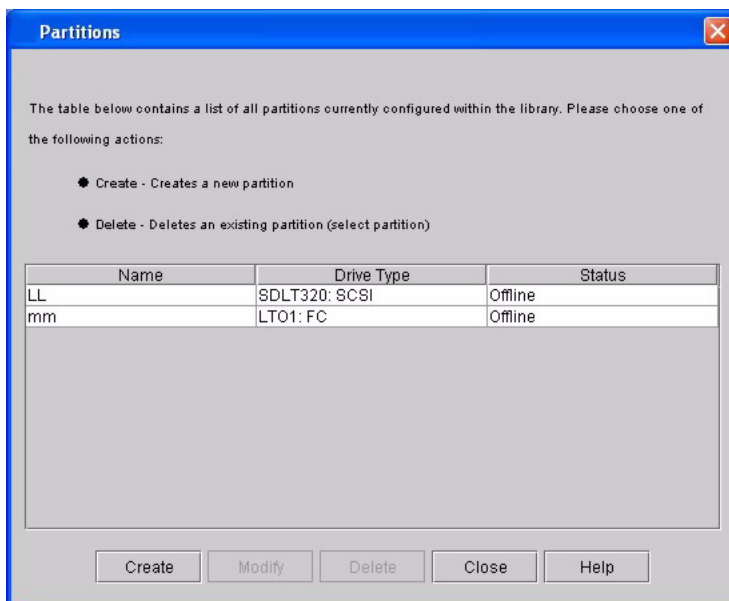 Partitions
The table below contains a list of all partitions currently configured within the library. Please choose one of
the following actions:
Create - Creates a new partition
Delete - Deletes an existing partition (select partition)
Name Drive Type Status
LL SDLT320: SCSI Offline
mm LTO1: FC Offline
Create Modify Delete Close Help